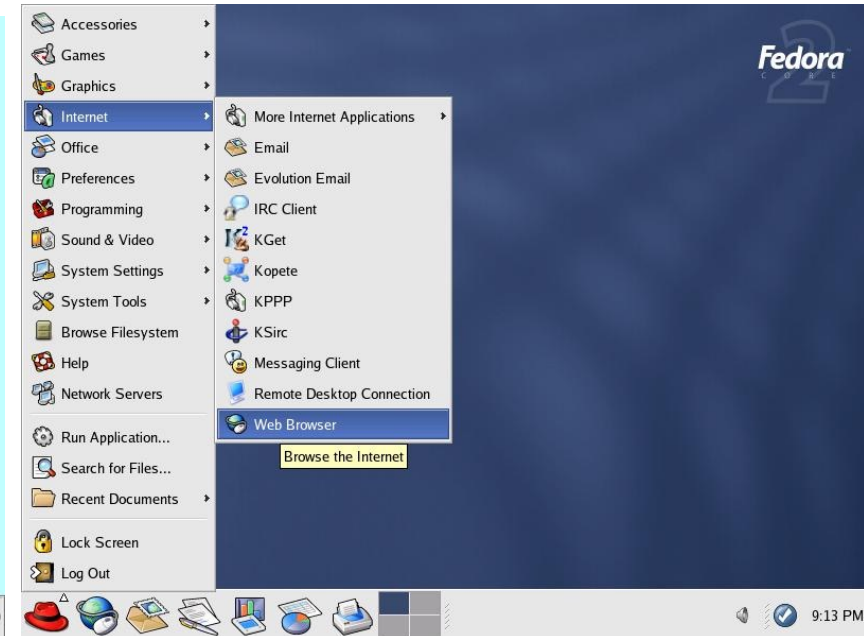 Accessories
Games
Graphics
Internet
Office
Preferences
Programming
Sound & Video
System Settings
System Tools
Browse Filesystem
Help
Network Servers
Run Application...
Search for Files...
Recent Documents
Lock Screen
Log Out
More Internet Applications
Email
Evolution Email
IRC Client
KGet
Kopete
KPPP
KSirc
Messaging Client
Remote Desktop Connection
Web Browser
Browse the Internet
Fedora
CORE
2
9:13 PM